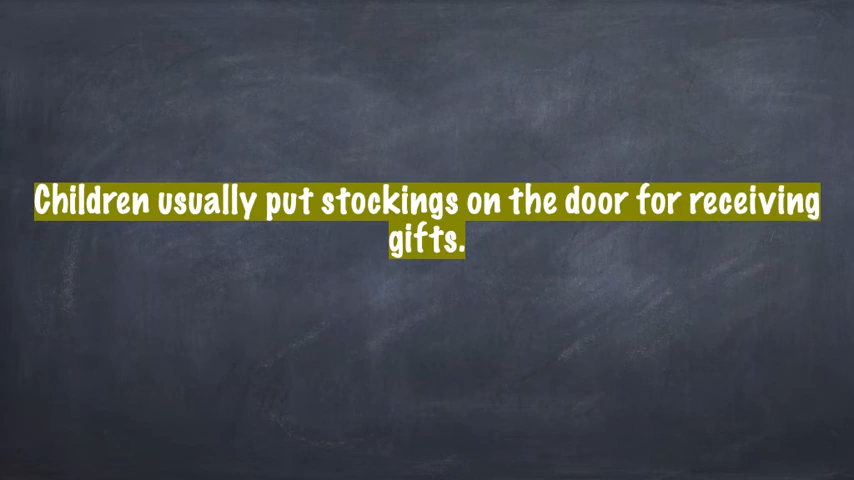 Children usually put stockings on the door for receiving
gifts.